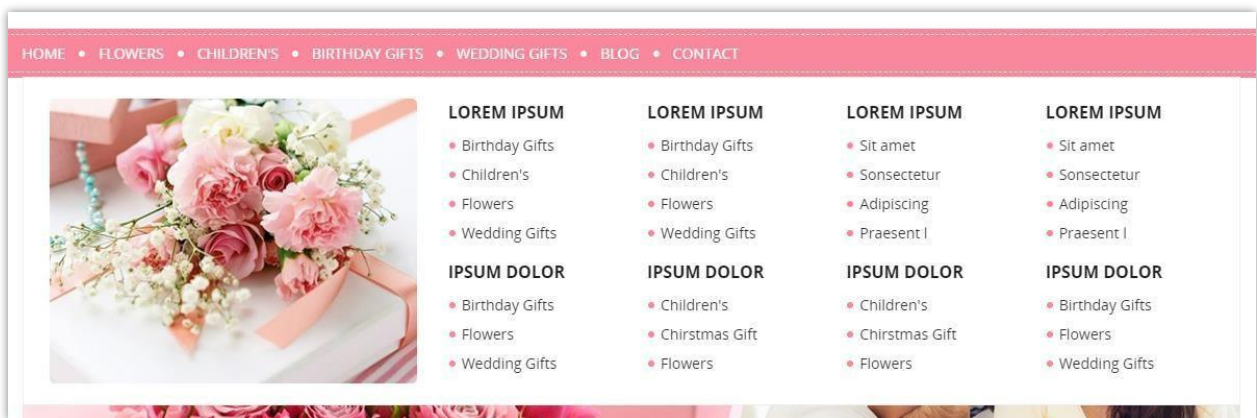 HOME • FLOWERS • CHILDREN'S • BIRTHDAY GIFTS • WEDDING GIFTS • BLOG • CONTACT
LOREM IPSUM
• Birthday Gifts
• Children's
• Flowers
• Wedding Gifts
IPSUM DOLOR
• Birthday Gifts
• Flowers
• Wedding Gifts
LOREM IPSUM
• Birthday Gifts
• Children's
• Flowers
• Wedding Gifts
IPSUM DOLOR
• Children's
• Chirstmas Gift
• Flowers
LOREM IPSUM
• Sit amet
• Sonsectetur
• Adipiscing
• Praesent l
IPSUM DOLOR
• Children's
• Chirstmas Gift
• Flowers
LOREM IPSUM
• Sit amet
• Sonsectetur
• Adipiscing
• Praesent l
IPSUM DOLOR
• Birthday Gifts
• Flowers
• Wedding Gifts